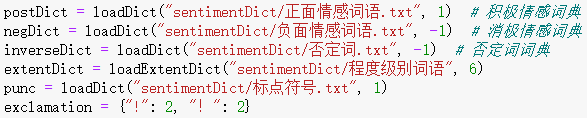 postDict = loadDict("sentimentDict/正面情感词语.txt", 1)  # 积极情感词典
negDict = loadDict("sentimentDict/负面情感词语.txt", -1)  # 消极情感词典
inverseDict = loadDict("sentimentDict/否定词.txt", -1)  # 否定词词典
extentDict = loadExtentDict("sentimentDict/程度级别词语", 6)
punc = loadDict("sentimentDict/标点符号.txt", 1)
exclamation = {"!": 2, "! ": 2}